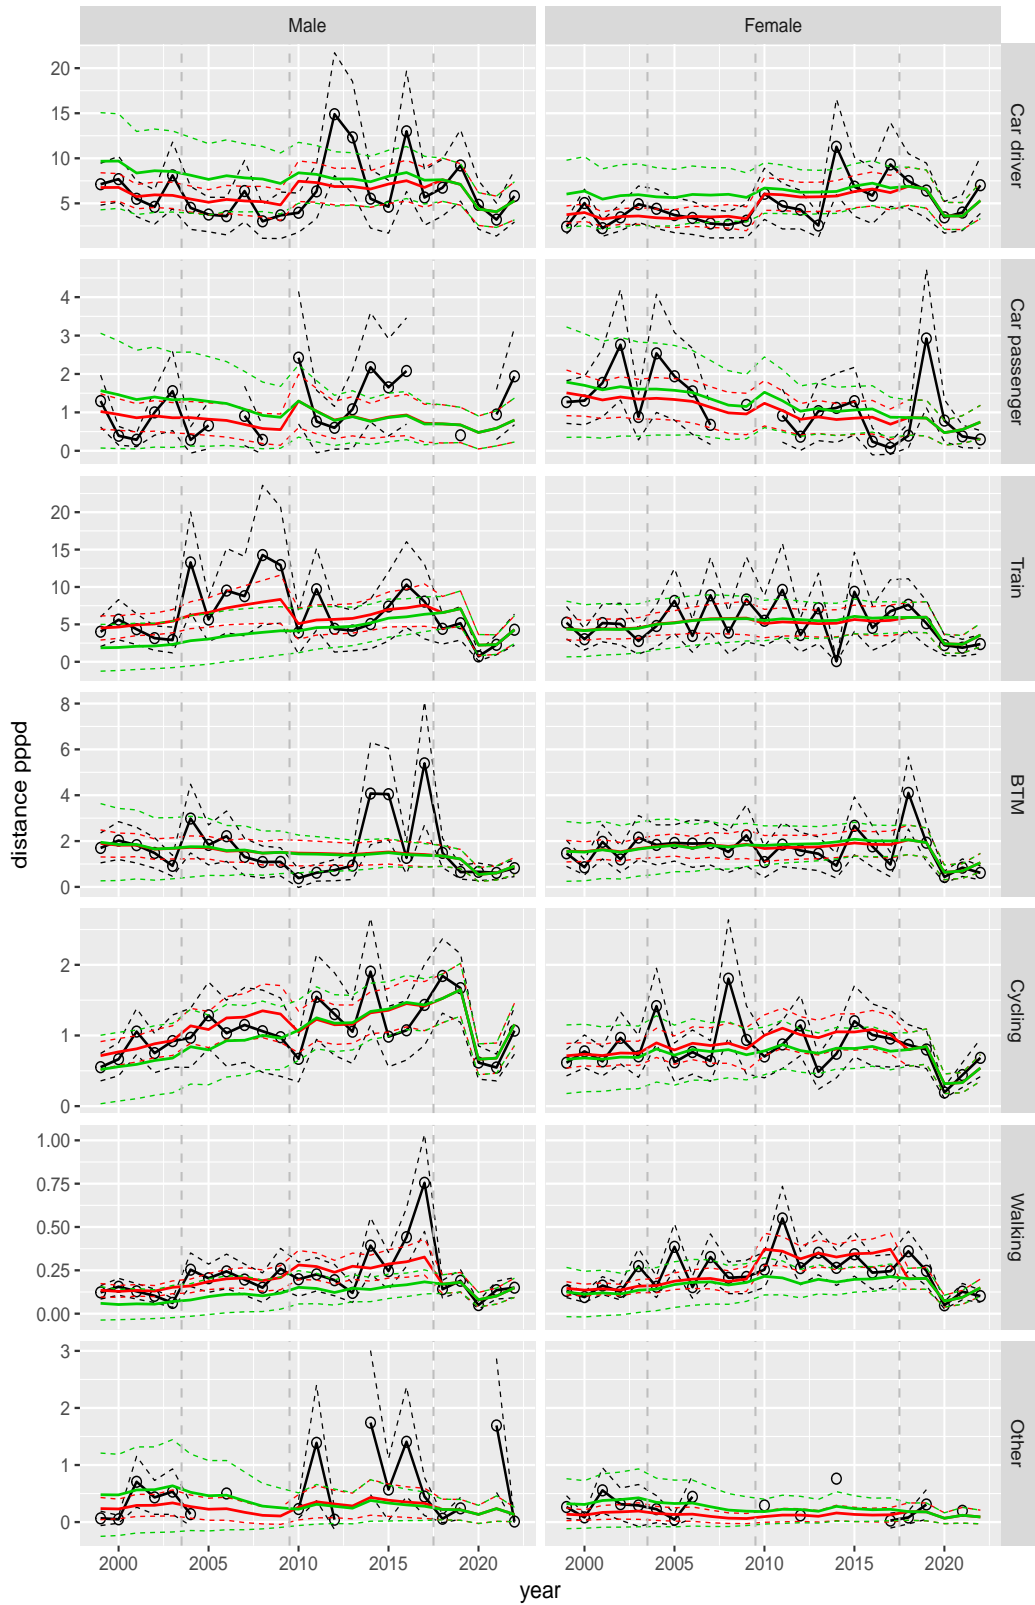 Male Female
20
15
10
5
Car driver
4
3
2
1
0
Car passenger
20
15
10
5
0
Train
8
6
4
2
0
BTM
2
1
0
Cycling
1.00
0.75
0.50
0.25
0.00
Walking
3
2
1
0
Other
2000 2005 2010 2015 2020 2000 2005 2010 2015 2020
year
distance pppd